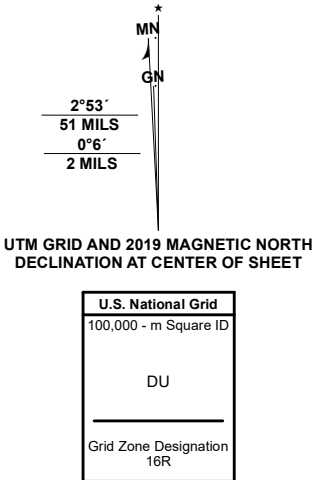 MN
GN
2°53´
51 MILS
0°6´
2 MILS
UTM GRID AND 2019 MAGNETIC NORTH
DECLINATION AT CENTER OF SHEET
U.S. National Grid
100,000 - m Square ID
DU
Grid Zone Designation
16R